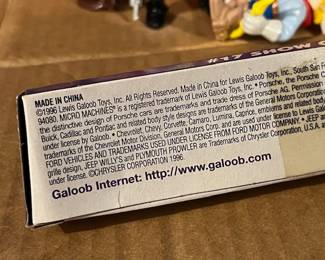 #17 SHOW
MADE IN CHINA
©1996 Lewis Galoob Toys, Inc. All Rights Reserved. Made in China for Lewis Galoob Toys, Inc., South San F
94080. MICRO MACHINES® is a registered trademark of Lewis Galoob Toys, Inc. • Porsche, the Porsche C
the distinctive design of Porsche cars are trademarks and trade dress of Porsche AG. Permission
Buick, Cadillac and Pontiac and related body style designs are trademarks of General Motors
under license by Galoob. • Chevrolet, Chevy, Corvette, Camaro, Lumina, Caprice, emblems and related body
trademarks of the Chevrolet Motor Division, General Motors Corp. and used under license to Lewis Galoob
FORD VEHICLES AND TRADEMARKS USED UNDER LICENSE FROM FORD MOTOR COMPANY. • JEEP
grille design, JEEP WILLY'S and PLYMOUTH PROWLER are trademarks of Chrysler Corporation, U.S.A.
under license. ©CHRYSLER CORPORATION 1996.
Galoob Internet: http://www.galoob.com